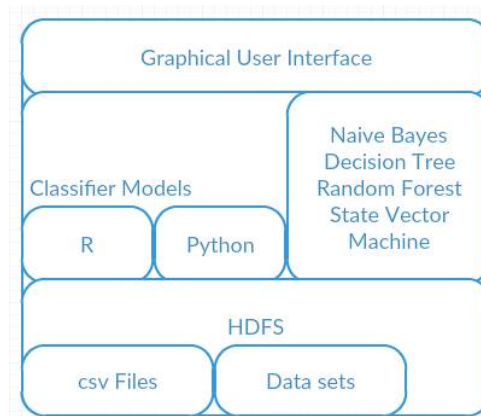 Graphical User Interface
Naive Bayes
Decision Tree
Random Forest
State Vector
Machine
Classifier Models
R
Python
HDFS
csv Files
Data sets